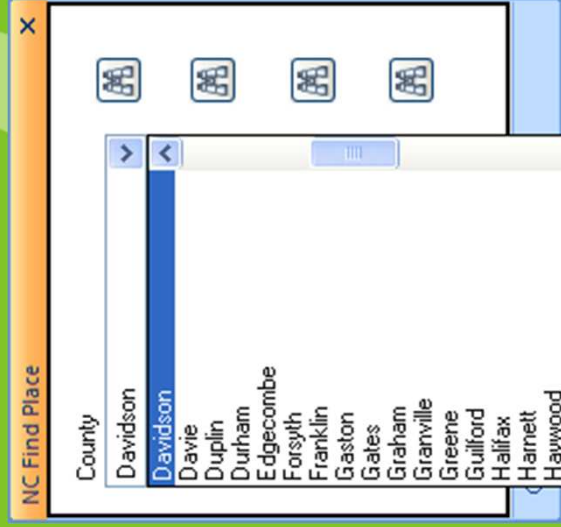 NC Find Place
County
Davidson
Davidson
Davie
Duplin
Durham
Edgecombe
Forsyth
Franklin
Gaston
Gates
Graham
Granville
Greene
Guilford
Halifax
Harnett
Haywood